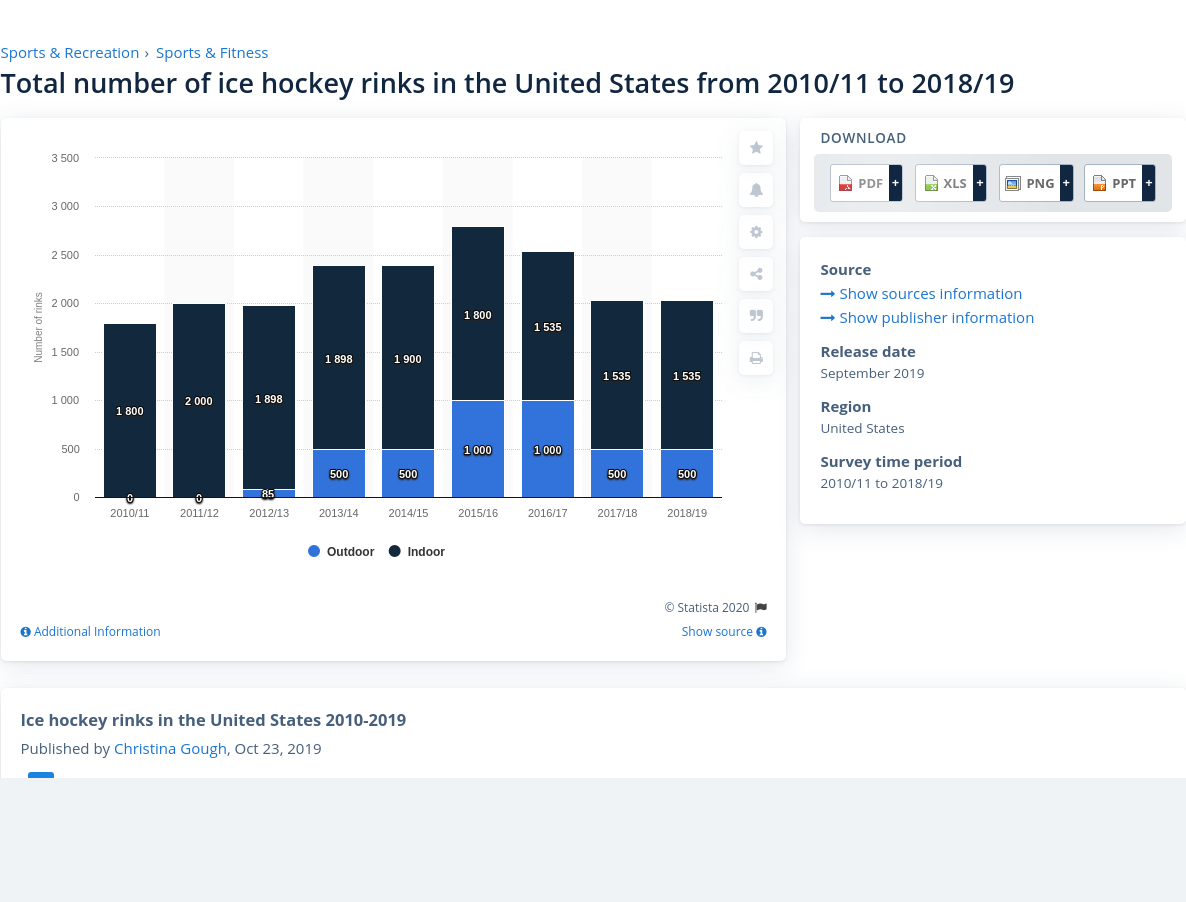 Sports & Recreation › Sports & Fitness
Total number of ice hockey rinks in the United States from 2010/11 to 2018/19
3 500
3 000
2 500
2 000
1 500
1 000
500
0
Number of rinks
1 800
2 000
1 898
1 898
1 900
1 800
1 535
1 535
1 535
0
0
85
500
500
1 000
1 000
500
500
2010/11 2011/12 2012/13 2013/14 2014/15 2015/16 2016/17 2017/18 2018/19
Outdoor Indoor
© Statista 2020
Additional Information
Show source
DOWNLOAD
PDF + XLS + PNG + PPT +
Source
Show sources information
Show publisher information
Release date
September 2019
Region
United States
Survey time period
2010/11 to 2018/19
Ice hockey rinks in the United States 2010-2019
Published by Christina Gough, Oct 23, 2019